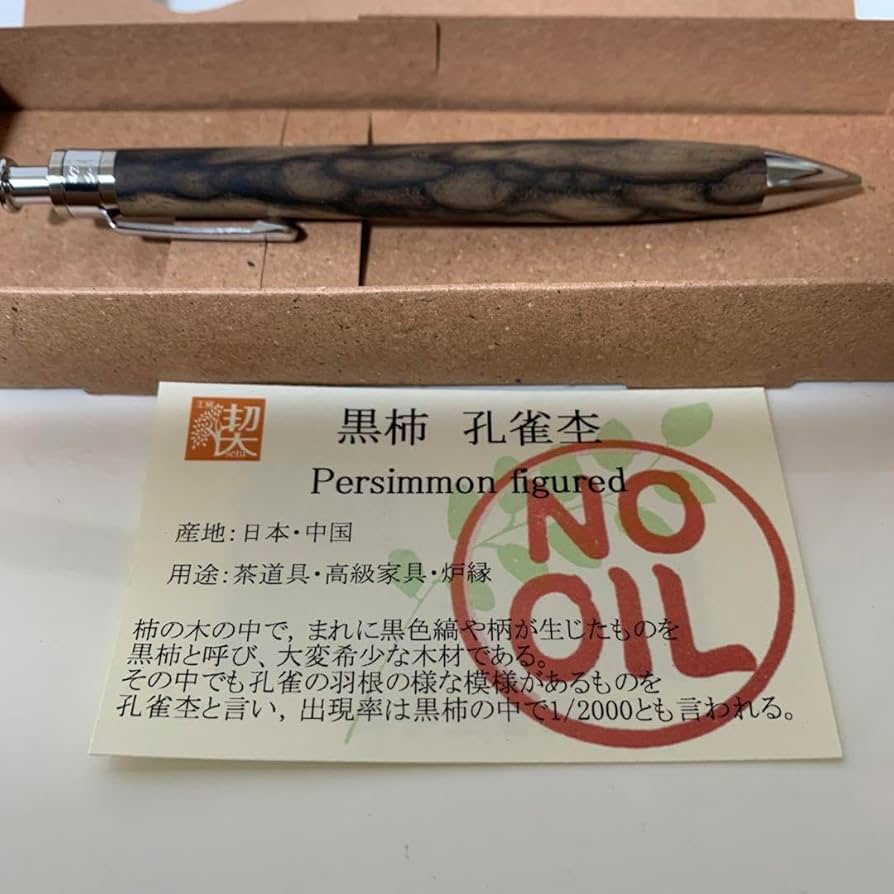 工房
契
seru
黒柿 孔雀杢
Persimmon figured
NO
OIL
産地:日本・中国
用途:茶道具・高級家具・炉縁
柿の木の中で, まれに黒色縞や柄が生じたものを
黒柿と呼び、大変希少な木材である。
その中でも孔雀の羽根の様な模様があるものを
孔雀杢と言い, 出現率は黒柿の中で1/2000とも言われる。